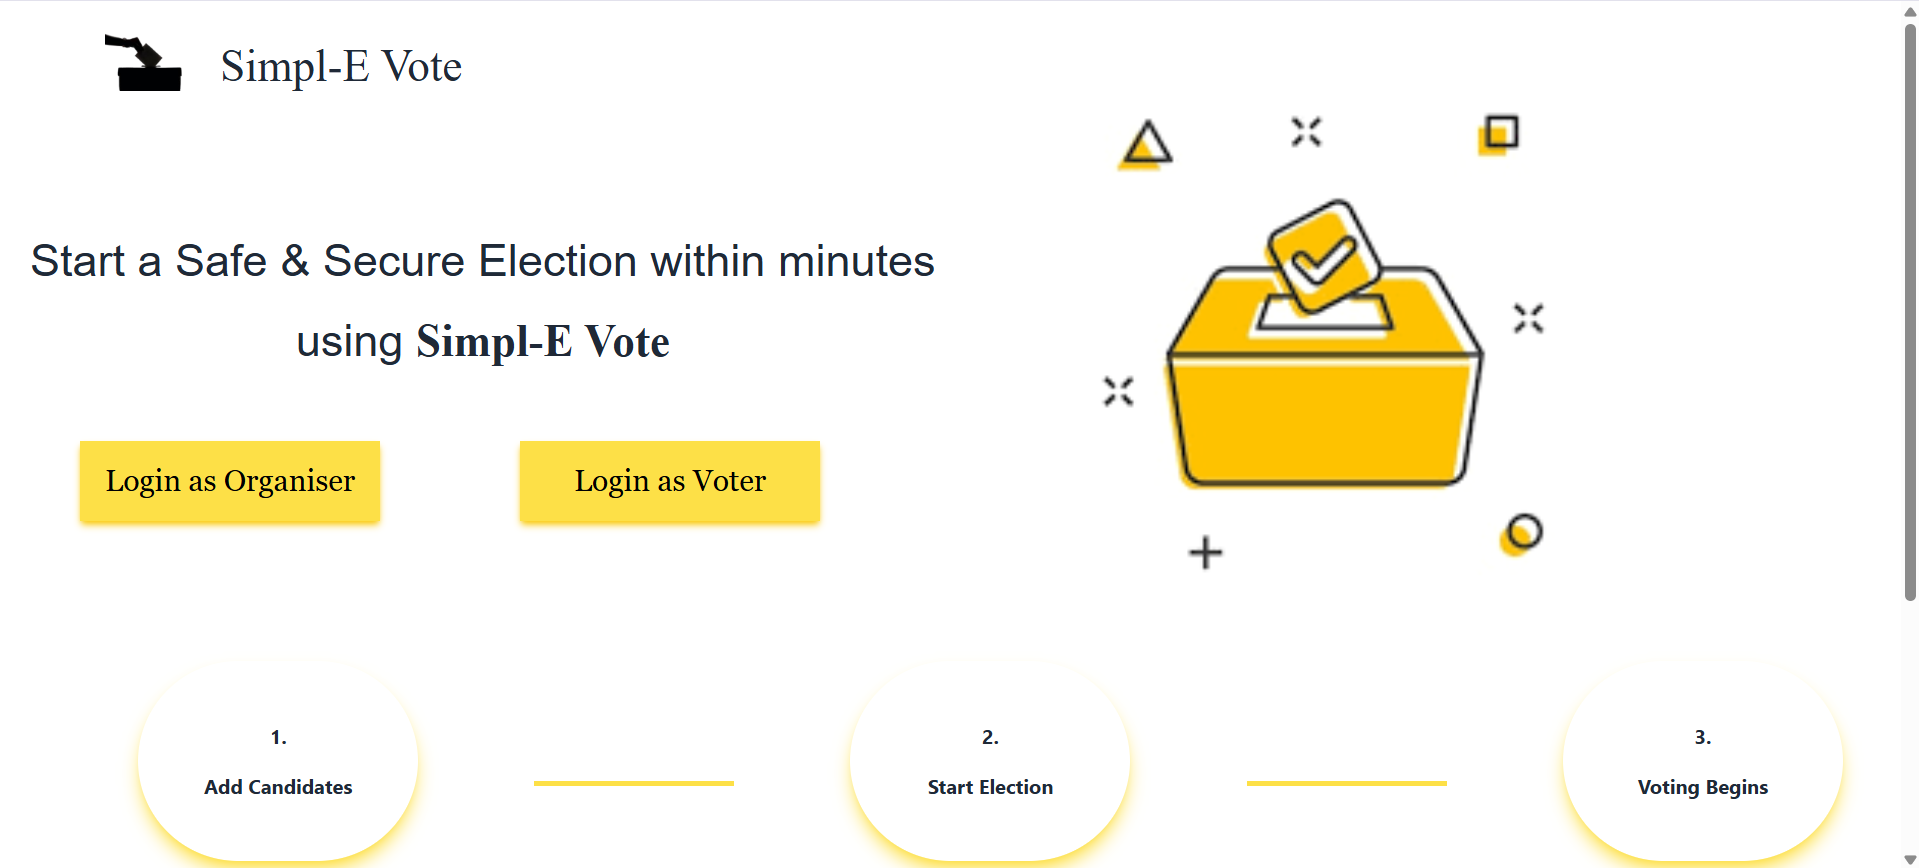 Simpl-E Vote
Start a Safe & Secure Election within minutes
using Simpl-E Vote
Login as Organiser
Login as Voter
1.
Add Candidates
2.
Start Election
3.
Voting Begins